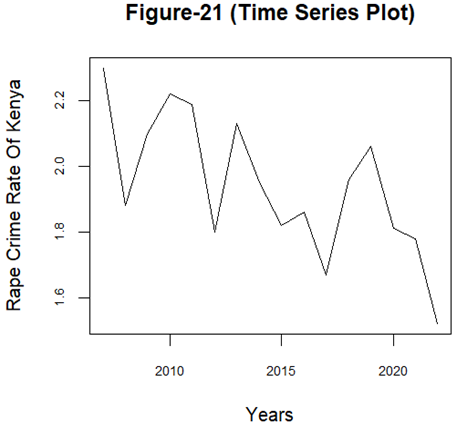 Figure-21 (Time Series Plot)
Rape Crime Rate Of Kenya
2.2
2.0
1.8
1.6
2010 2015 2020
Years